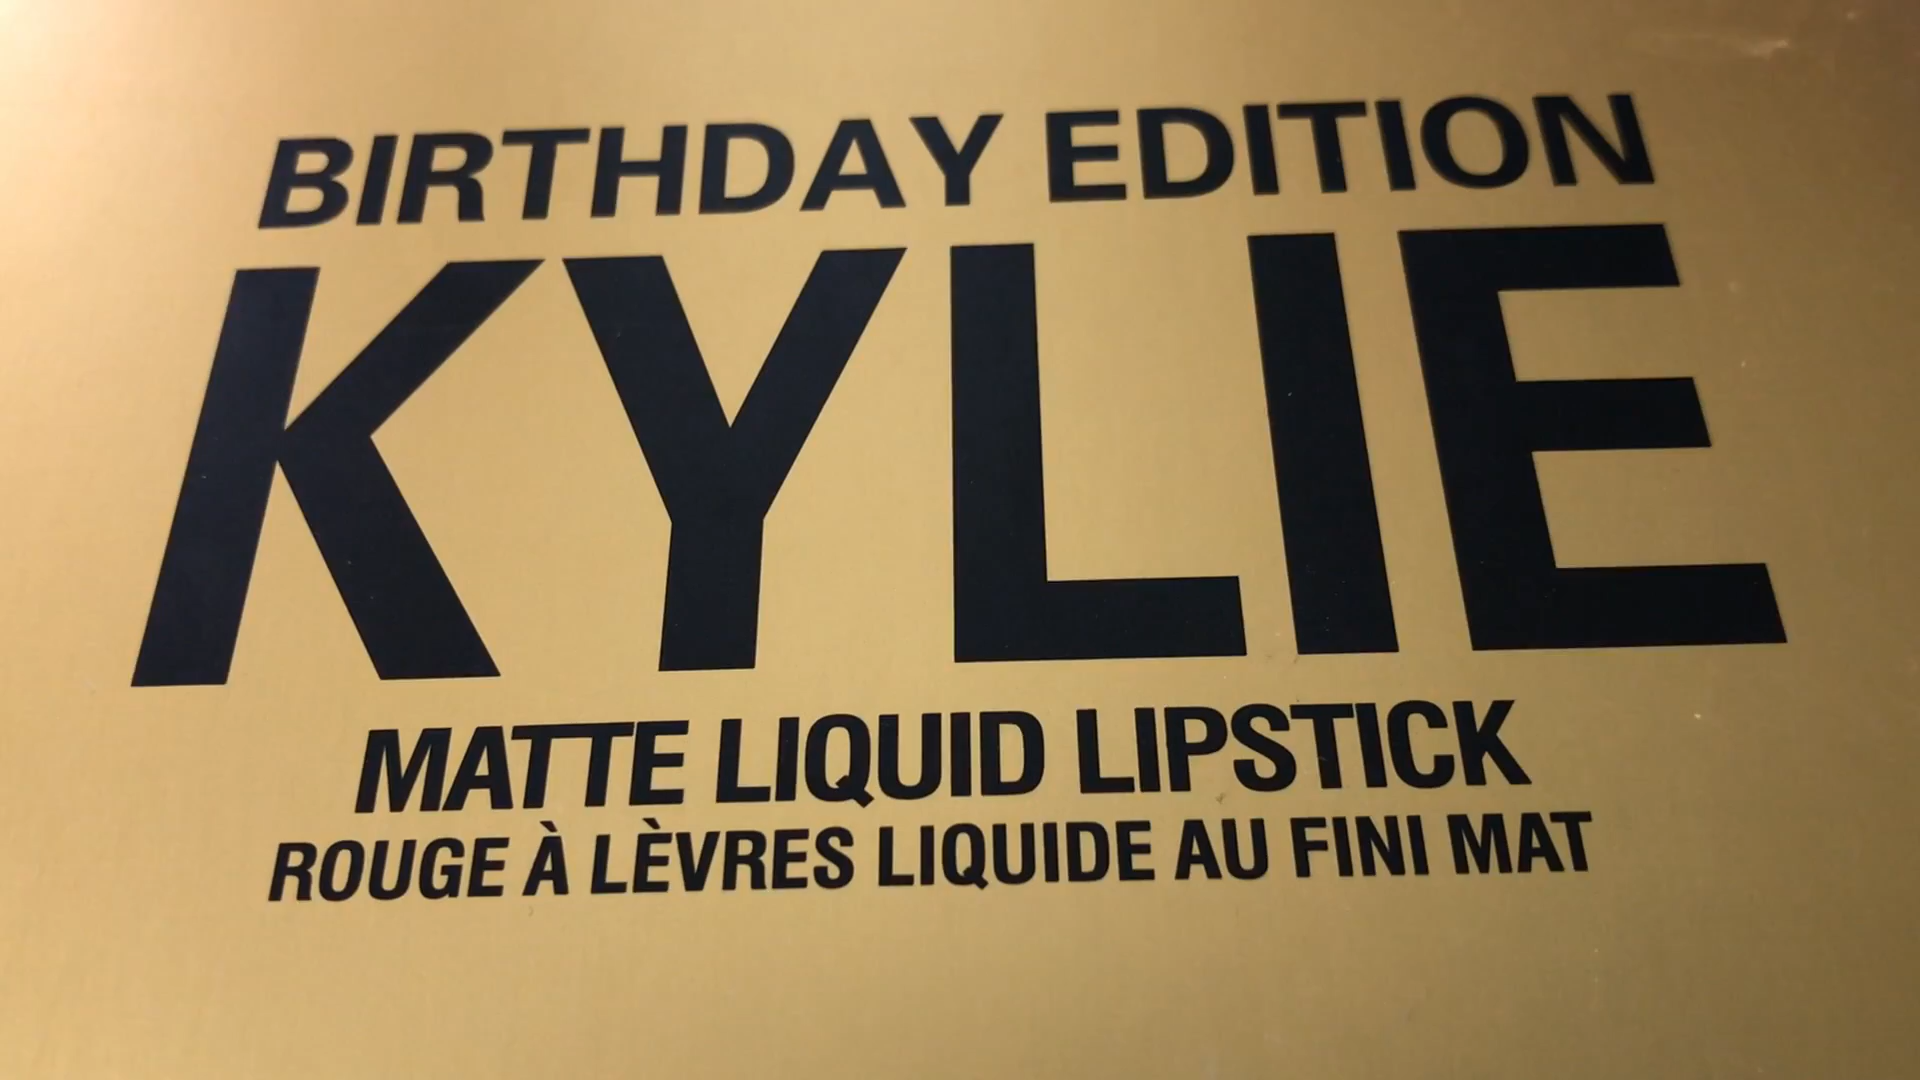 BIRTHDAY EDITION
KYLIE
MATTE LIQUID LIPSTICK
ROUGE À LÈVRES LIQUIDE AU FINI MAT